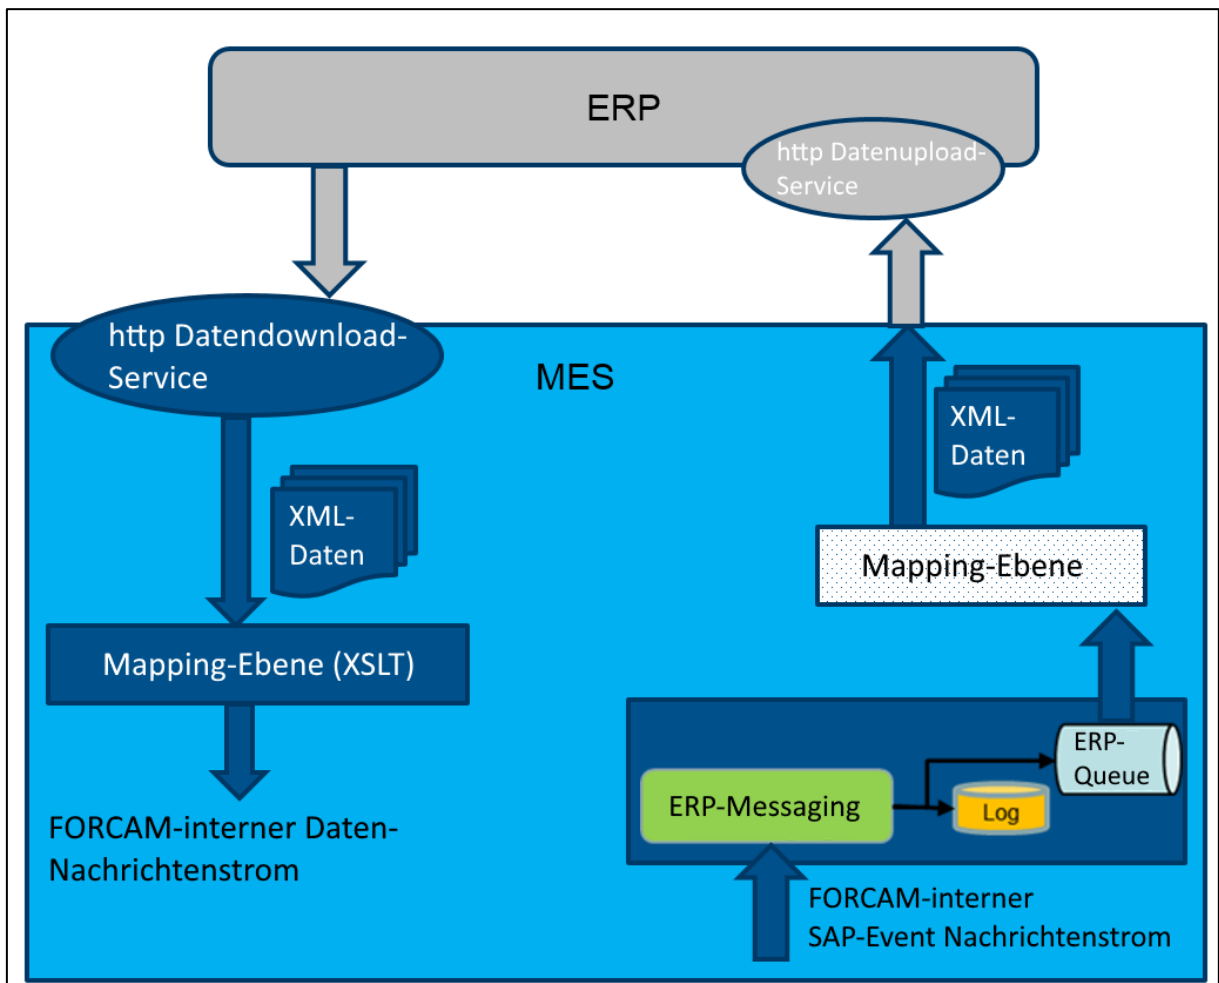 ERP
http Datenupload-
Service
http Datendownload-
Service
MES
XML-
Daten
XML-
Daten
Mapping-Ebene
Mapping-Ebene (XSLT)
ERP-
Queue
ERP-Messaging
Log
FORCAM-interner Daten-
Nachrichtenstrom
FORCAM-interner
SAP-Event Nachrichtenstrom